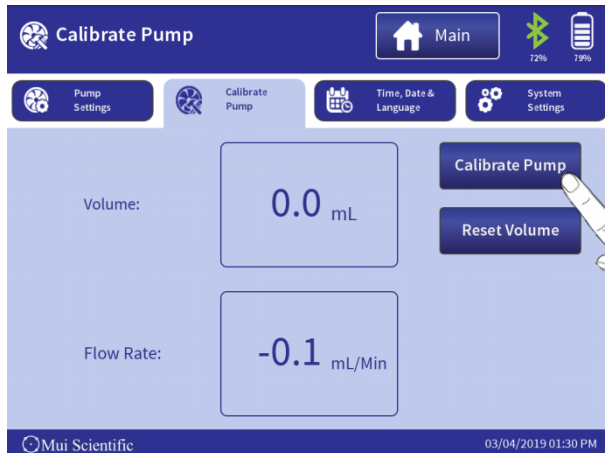 Calibrate Pump
Main
72%
79%
Pump
Settings
Calibrate
Pump
Time, Date &
Language
System
Settings
Volume:
0.0 mL
Calibrate Pump
Reset Volume
Flow Rate:
-0.1 mL/Min
Mui Scientific
03/04/2019 01:30 PM